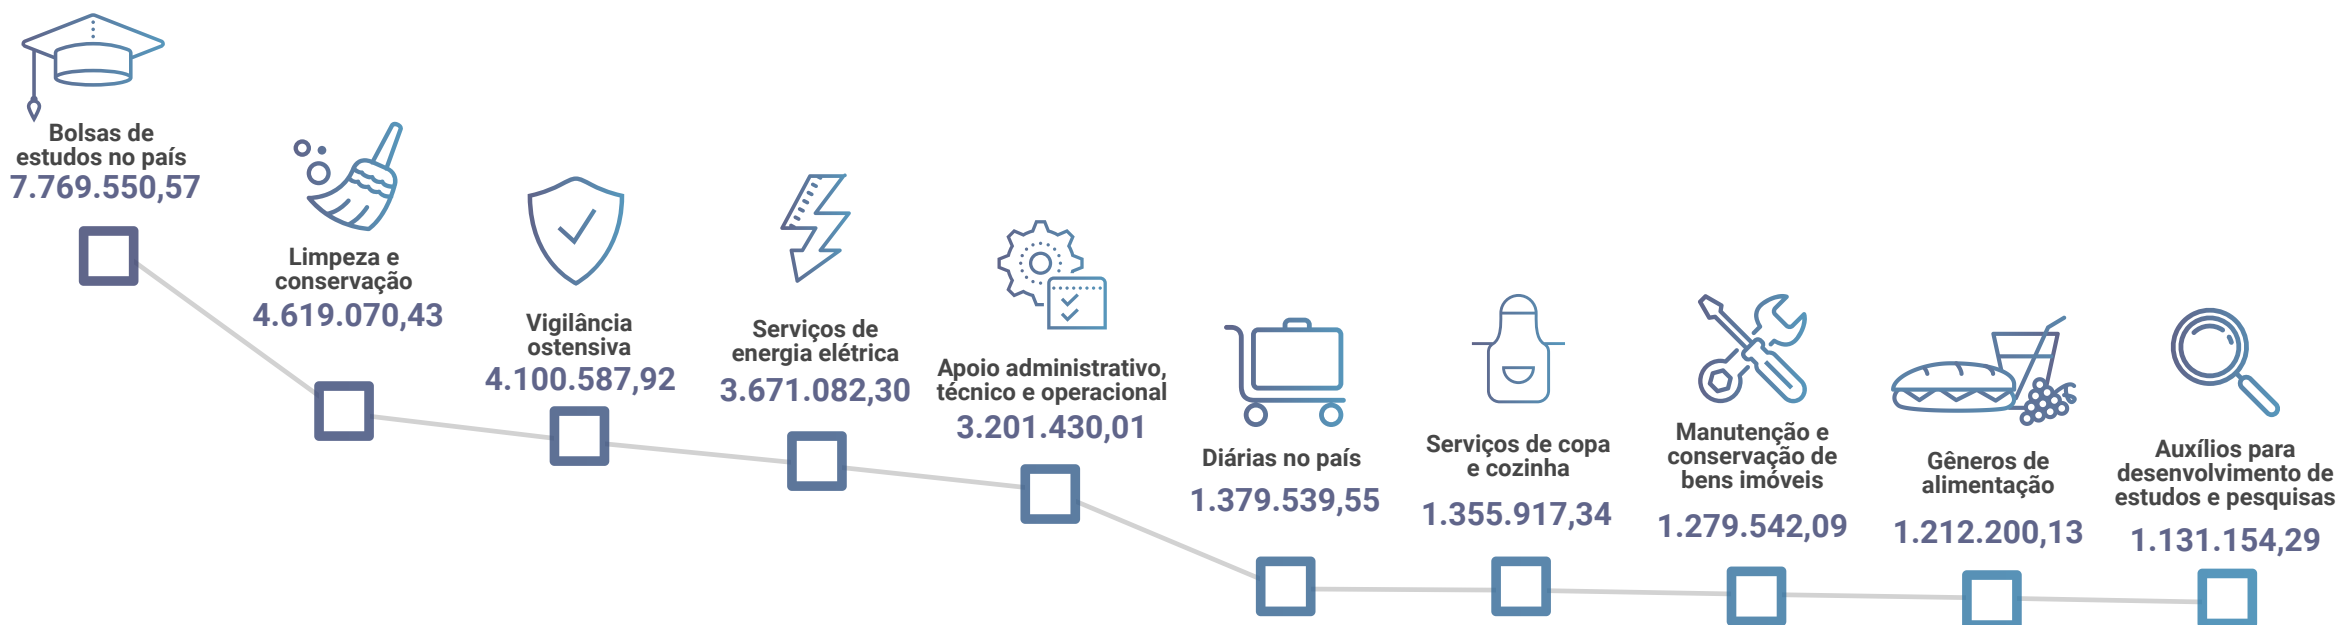 Bolsas de
estudos no país
7.769.550,57
Limpeza e
conservação
4.619.070,43
Vigilância
ostensiva
4.100.587,92
Serviços de
energia elétrica
3.671.082,30
Apoio administrativo,
técnico e operacional
3.201.430,01
Diárias no país
1.379.539,55
Serviços de copa
e cozinha
1.355.917,34
Manutenção e
conservação de
bens imóveis
1.279.542,09
Gêneros de
alimentação
1.212.200,13
Auxílios para
desenvolvimento de
estudos e pesquisas
1.131.154,29